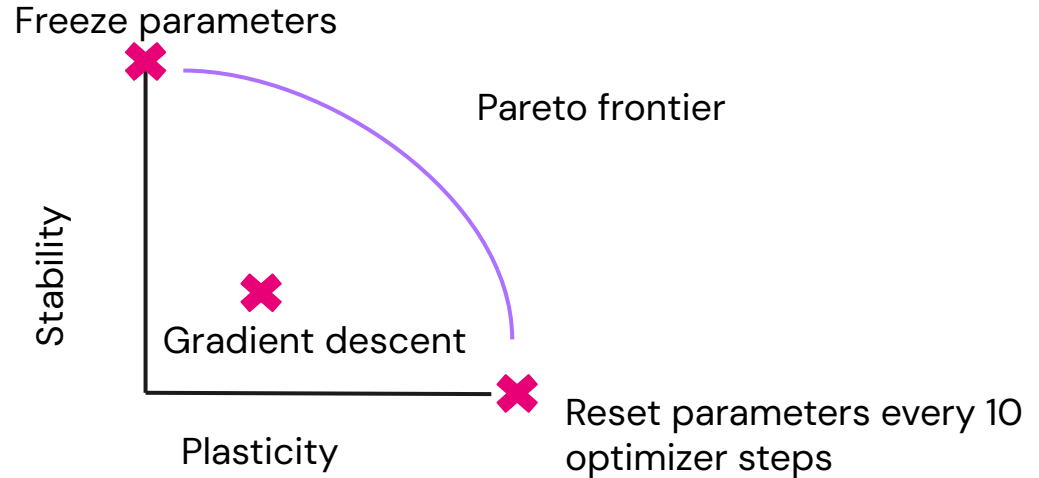 Freeze parameters
Pareto frontier
Stability
Gradient descent
Reset parameters every 10
optimizer steps
Plasticity